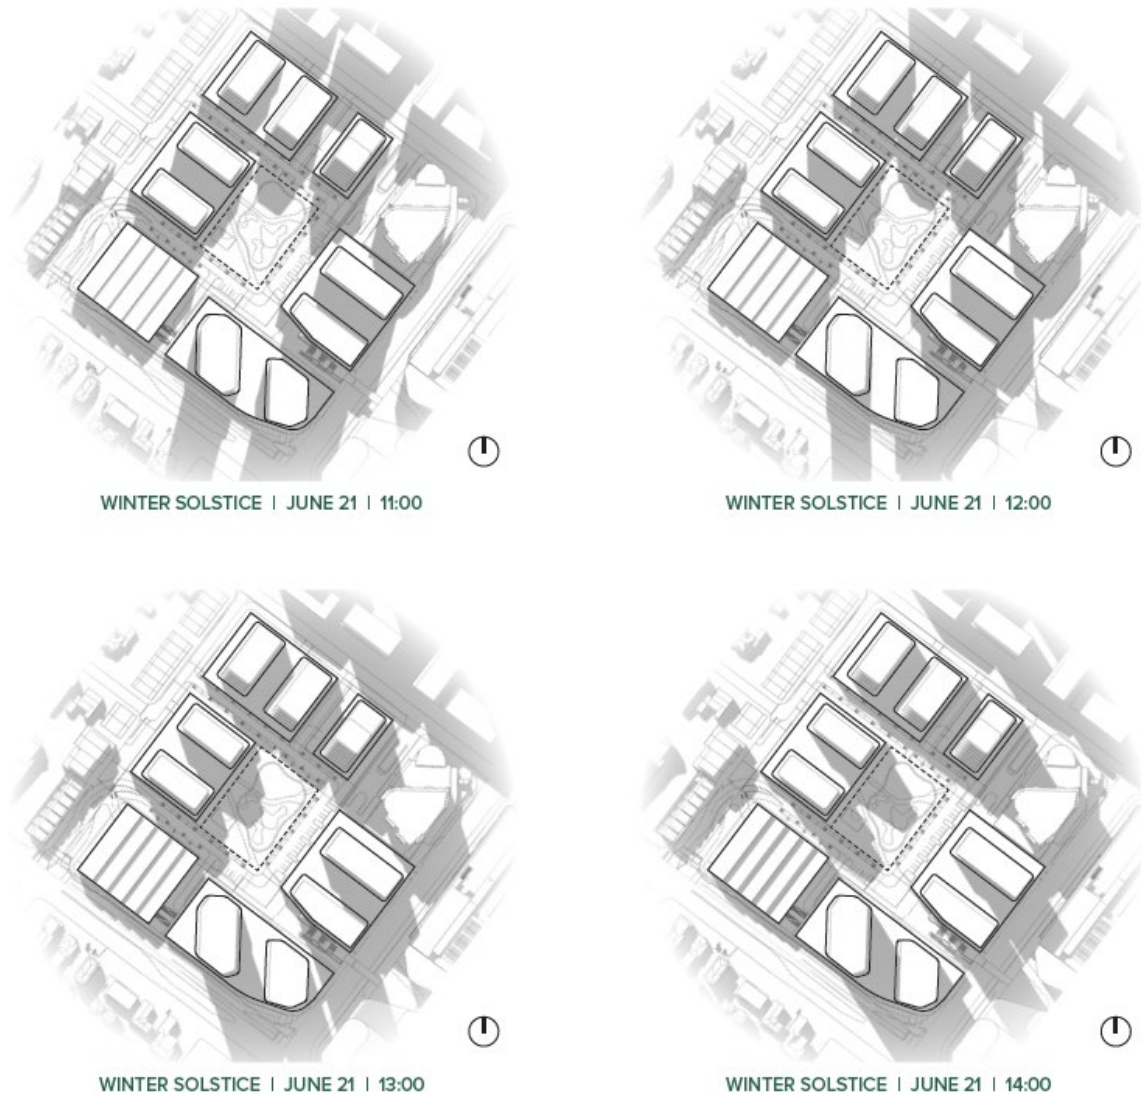 WINTER SOLSTICE | JUNE 21 | 11:00
WINTER SOLSTICE | JUNE 21 | 12:00
WINTER SOLSTICE | JUNE 21 | 13:00
WINTER SOLSTICE | JUNE 21 | 14:00